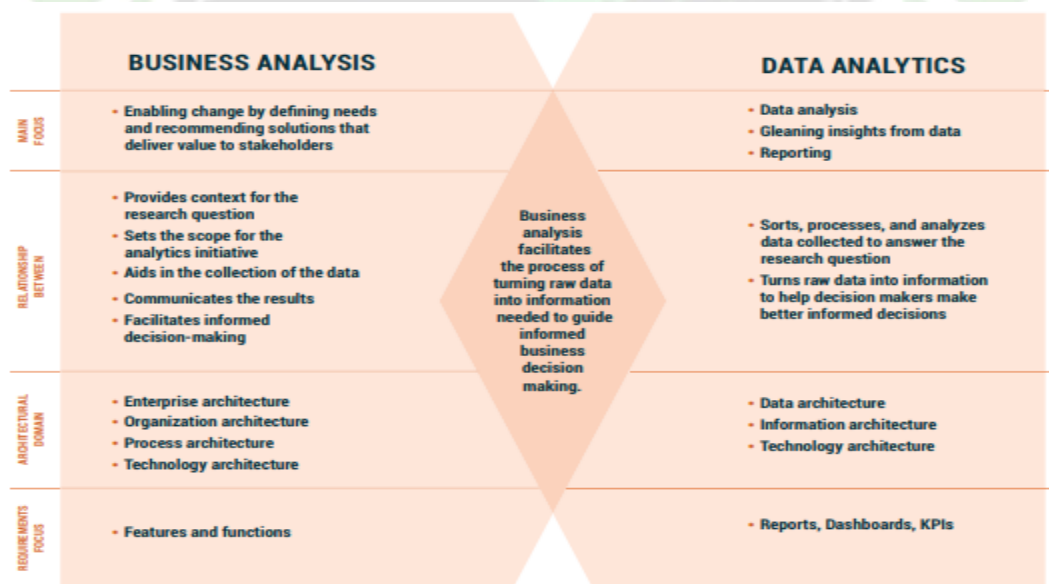 BUSINESS ANALYSIS
DATA ANALYTICS
MAIN
FOCUS
• Enabling change by defining needs
and recommending solutions that
deliver value to stakeholders
• Data analysis
• Gleaning insights from data
• Reporting
RELATIONSHIP
BETWEEN
• Provides context for the
research question
• Sets the scope for the
analytics initiative
• Aids in the collection of the data
• Communicates the results
• Facilitates informed
decision-making
Business
analysis
facilitates
the process of
turning raw data
into information
needed to guide
informed
business
decision
making.
• Sorts, processes, and analyzes
data collected to answer the
research question
• Turns raw data into information
to help decision makers make
better informed decisions
ARCHITECTURAL
DOMAIN
• Enterprise architecture
• Organization architecture
• Process architecture
• Technology architecture
• Data architecture
• Information architecture
• Technology architecture
REQUIREMENTS
FOCUS
• Features and functions
• Reports, Dashboards, KPIs